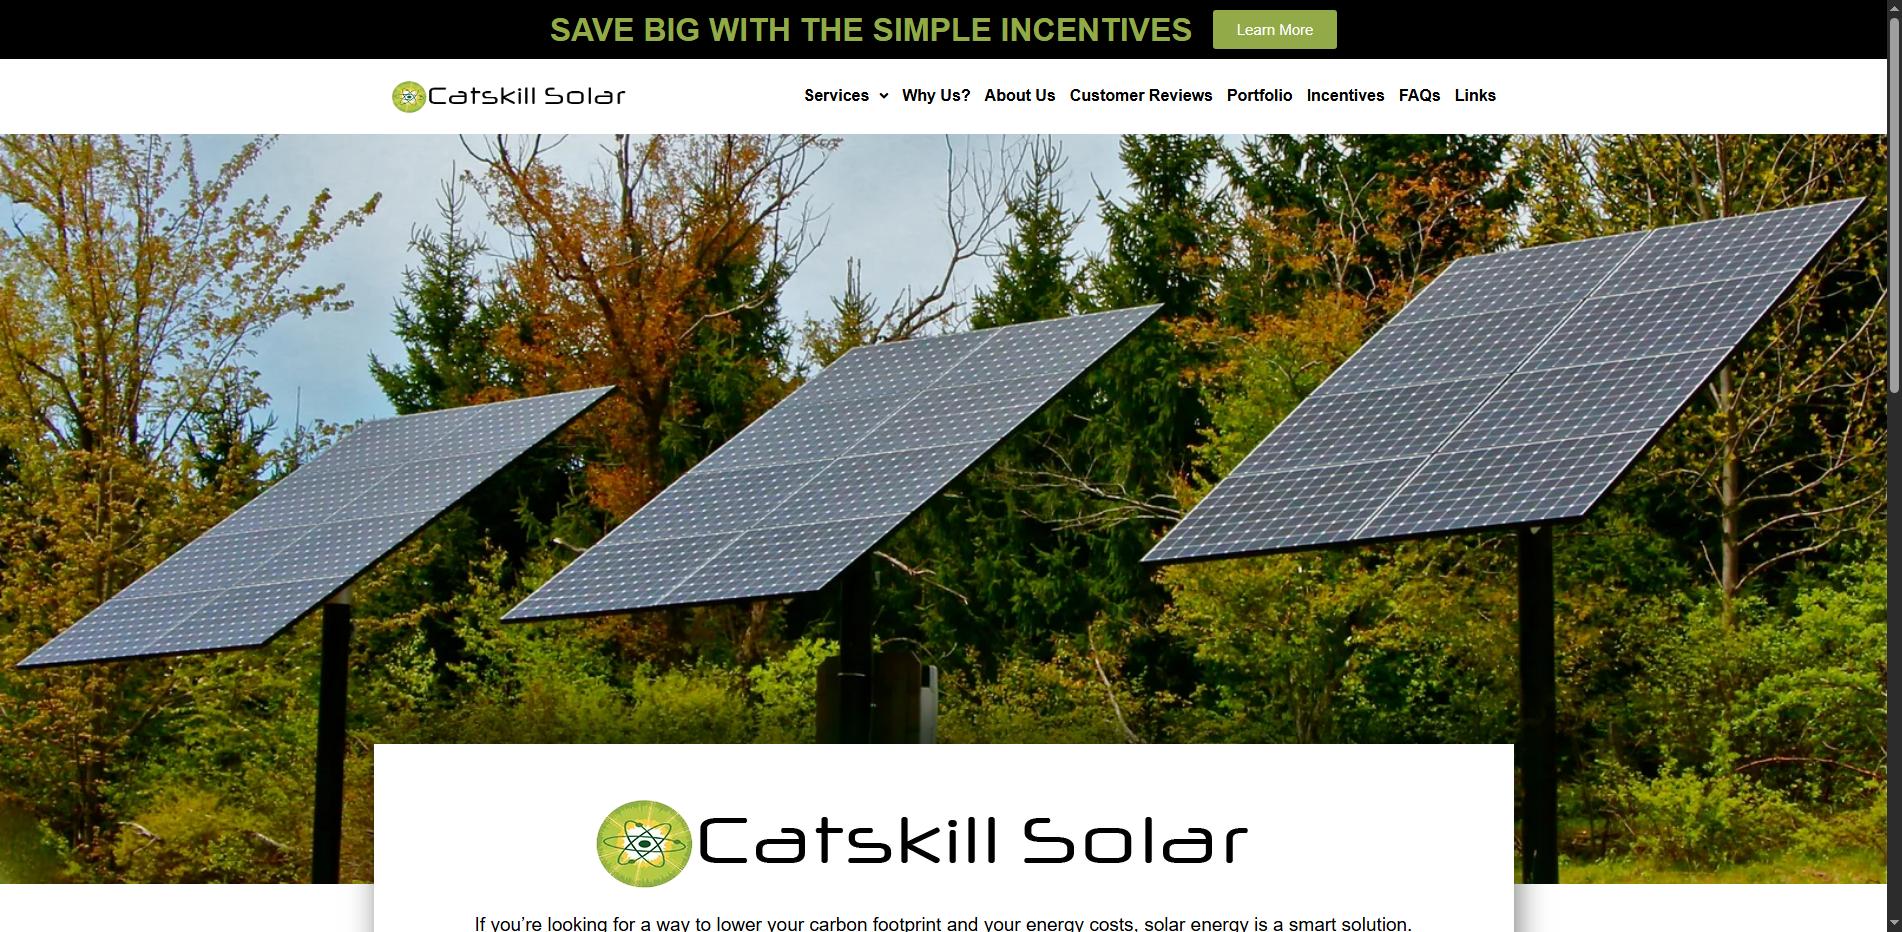 SAVE BIG WITH THE SIMPLE INCENTIVES Learn More
Catskill Solar Services Why Us? About Us Customer Reviews Portfolio Incentives FAQs Links
Catskill Solar
If you’re looking for a way to lower your carbon footprint and your energy costs, solar energy is a smart solution.